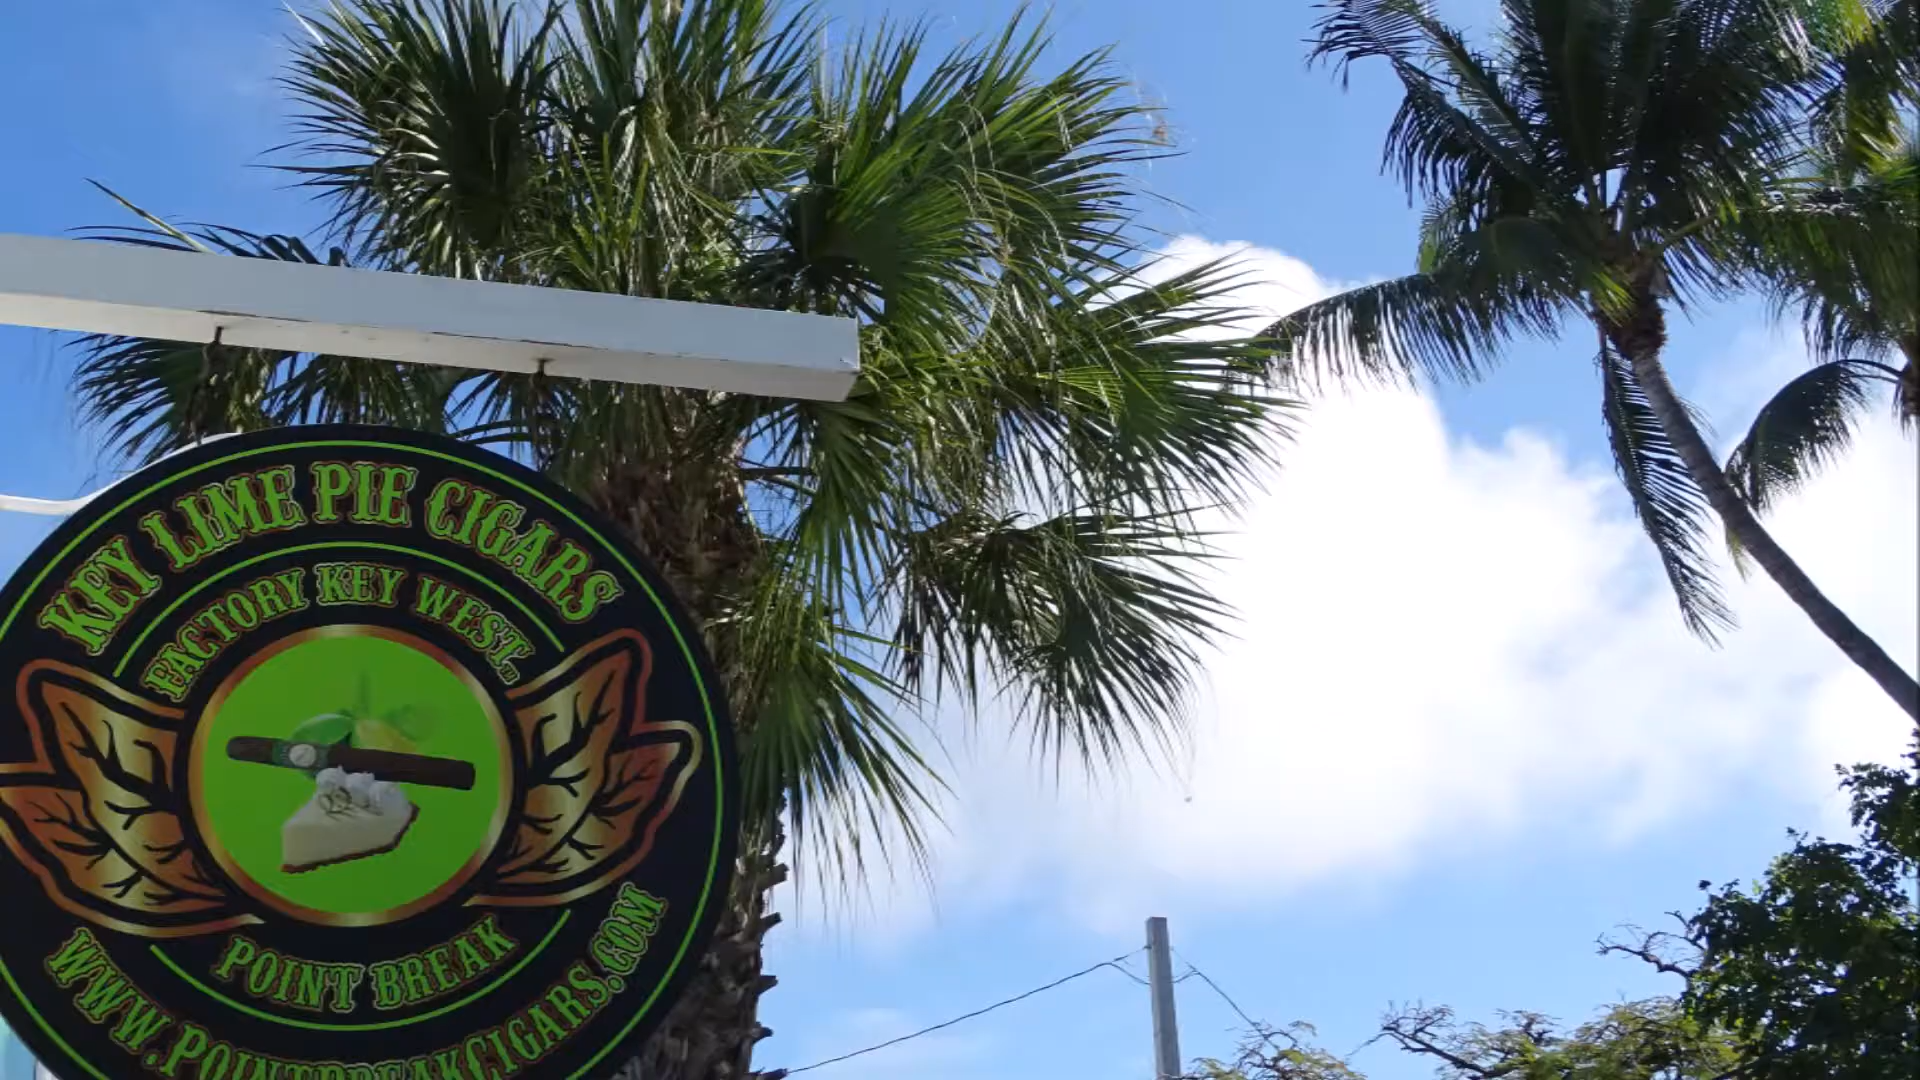 KEY LIME PIE CIGARS
FACTORY KEY WEST
POINT BREAK
WWW.POINTBREAKCIGARS.COM